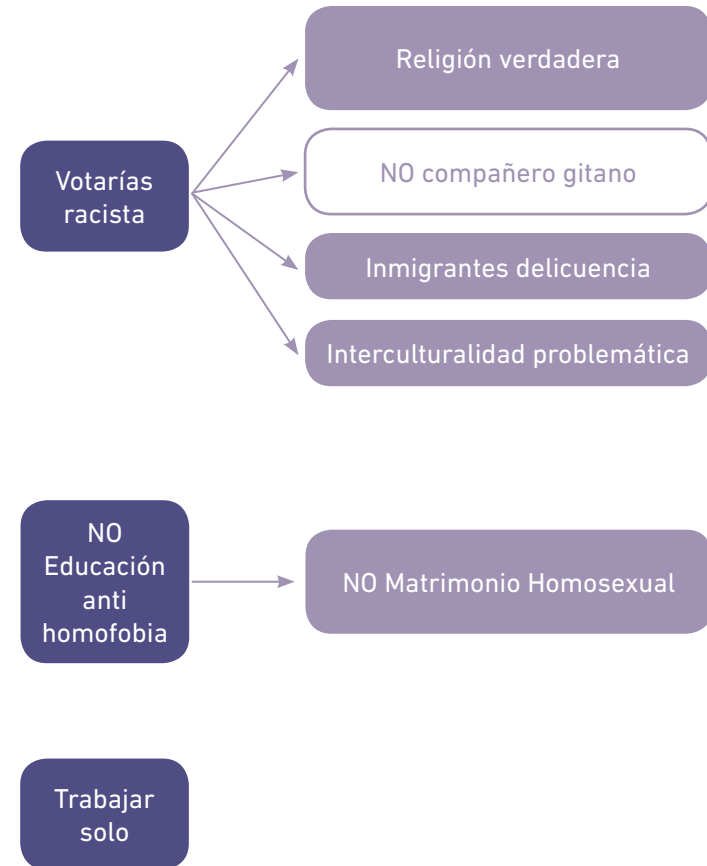 Religión verdadera
Votarías
racista
NO compañero gitano
Inmigrantes delicuencia
Interculturalidad problemática
NO
Educación
anti
homofobia
NO Matrimonio Homosexual
Trabajar
solo